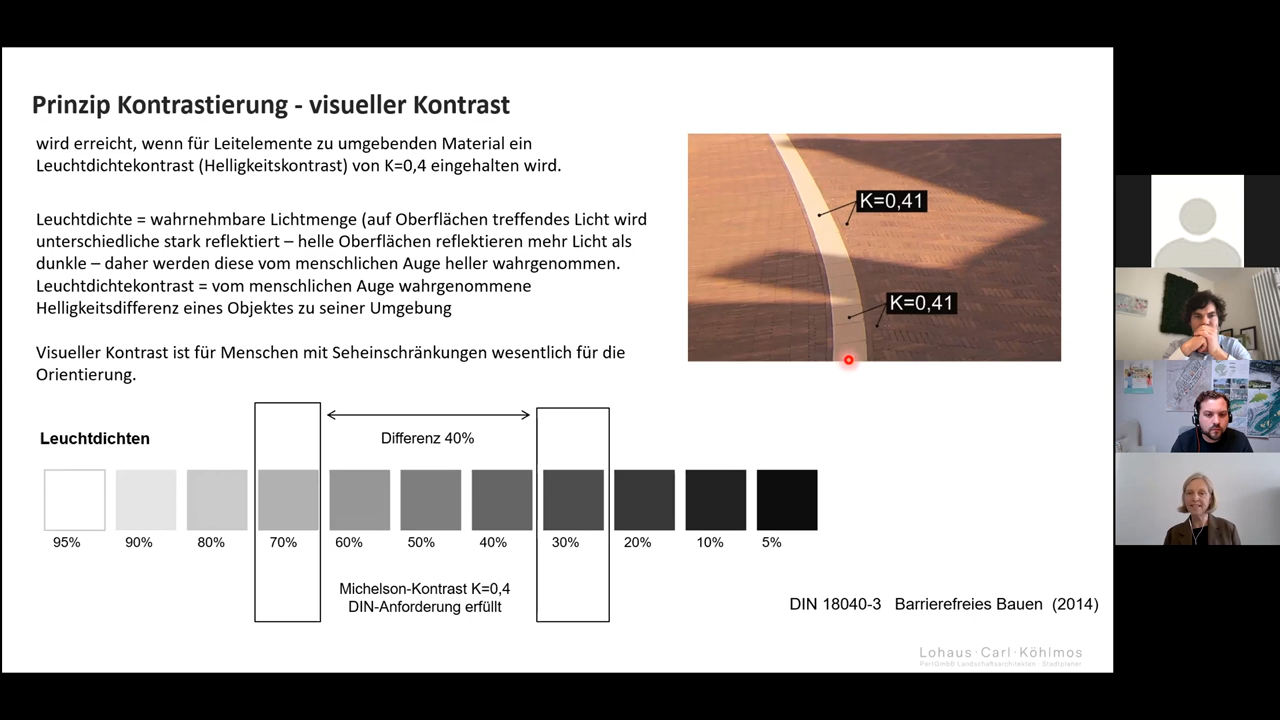 Prinzip Kontrastierung - visueller Kontrast
wird erreicht, wenn für Leitelemente zu umgebenden Material ein
Leuchtdichtekontrast (Helligkeitskontrast) von K=0,4 eingehalten wird.
Leuchtdichte = wahrnehmbare Lichtmenge (auf Oberflächen treffendes Licht wird
unterschiedliche stark reflektiert – helle Oberflächen reflektieren mehr Licht als
dunkle – daher werden diese vom menschlichen Auge heller wahrgenommen.
Leuchtdichtekontrast = vom menschlichen Auge wahrgenommene
Helligkeitsdifferenz eines Objektes zu seiner Umgebung
Visueller Kontrast ist für Menschen mit Seheinschränkungen wesentlich für die
Orientierung.
K=0,41
K=0,41
Leuchtdichten
Differenz 40%
95% 90% 80% 70% 60% 50% 40% 30% 20% 10% 5%
Michelson-Kontrast K=0,4
DIN-Anforderung erfüllt
DIN 18040-3 Barrierefreies Bauen (2014)
Lohaus · Carl · Köhlmos
PartGmbB Landschaftsarchitekten · Stadtplaner